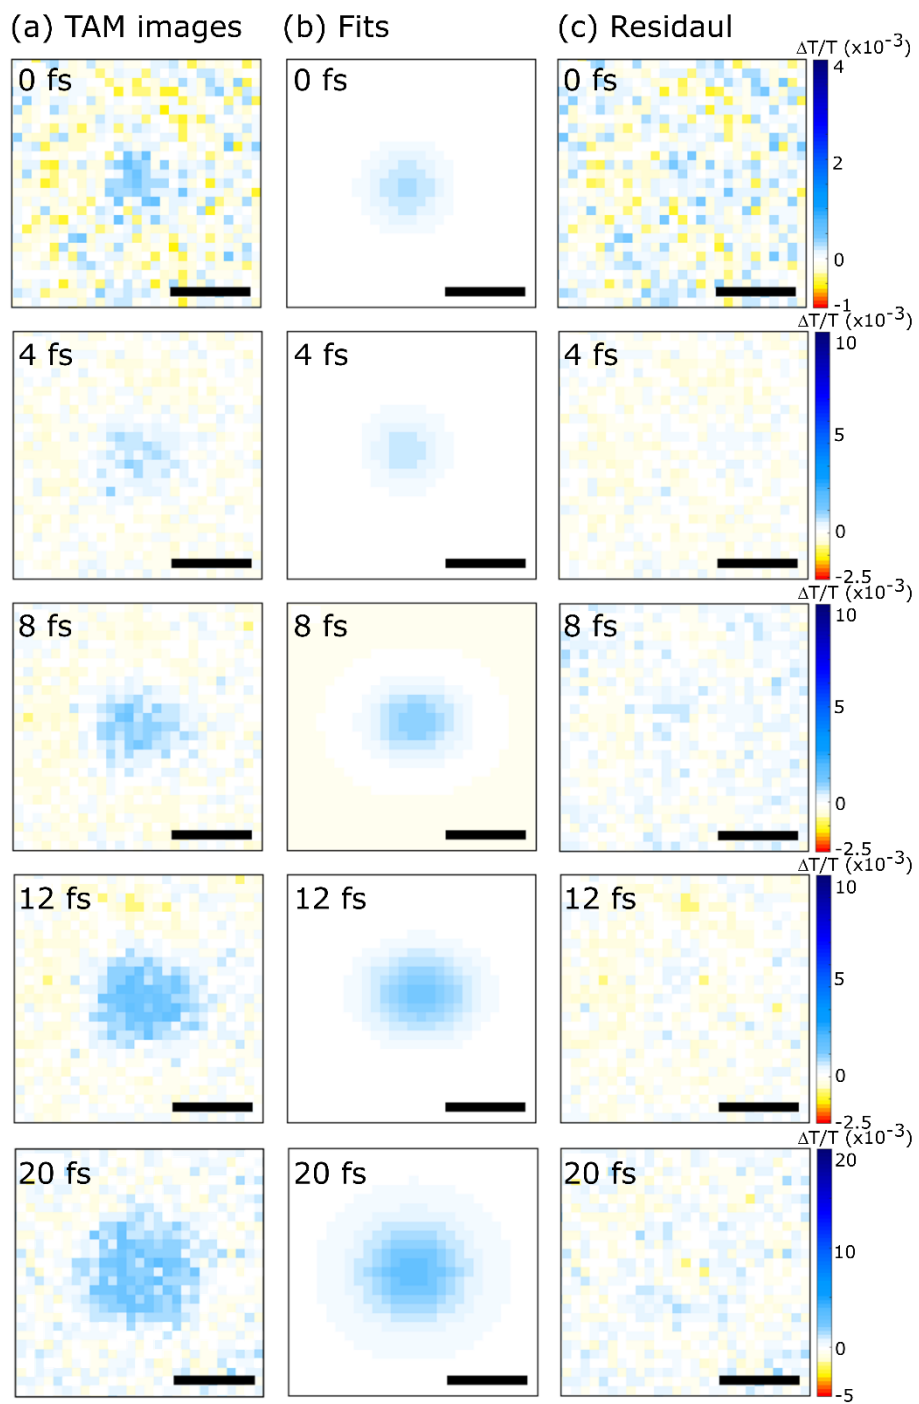 (a) TAM images (b) Fits (c) Residaul
ΔT/T (x10⁻³)
0 fs 0 fs 0 fs
4
2
0
-1
ΔT/T (x10⁻³)
4 fs 4 fs 4 fs
10
5
0
-2.5
ΔT/T (x10⁻³)
8 fs 8 fs 8 fs
10
5
0
-2.5
ΔT/T (x10⁻³)
12 fs 12 fs 12 fs
10
5
0
-2.5
ΔT/T (x10⁻³)
20 fs 20 fs 20 fs
20
10
0
-5